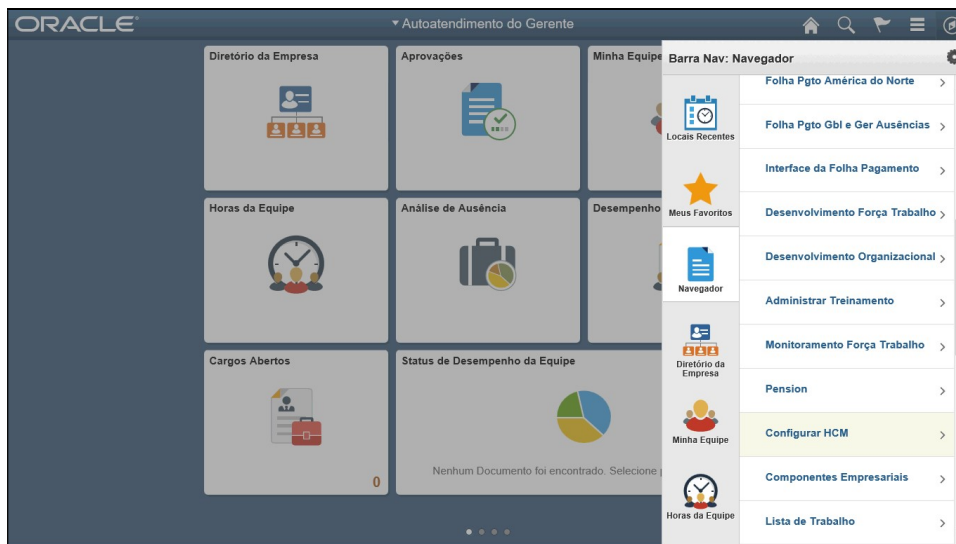 ORACLE
Autoatendimento do Gerente
Diretório da Empresa
Aprovações
Minha Equipe
Horas da Equipe
Análise de Ausência
Desempenho
Cargos Abertos
0
Status de Desempenho da Equipe
Nenhum Documento foi encontrado. Selecione
Barra Nav: Navegador
Locais Recentes
Meus Favoritos
Navegador
Diretório da
Empresa
Minha Equipe
Horas da Equipe
Folha Pgto América do Norte
Folha Pgto Gbl e Ger Ausências
Interface da Folha Pagamento
Desenvolvimento Força Trabalho
Desenvolvimento Organizacional
Administrar Treinamento
Monitoramento Força Trabalho
Pension
Configurar HCM
Componentes Empresariais
Lista de Trabalho